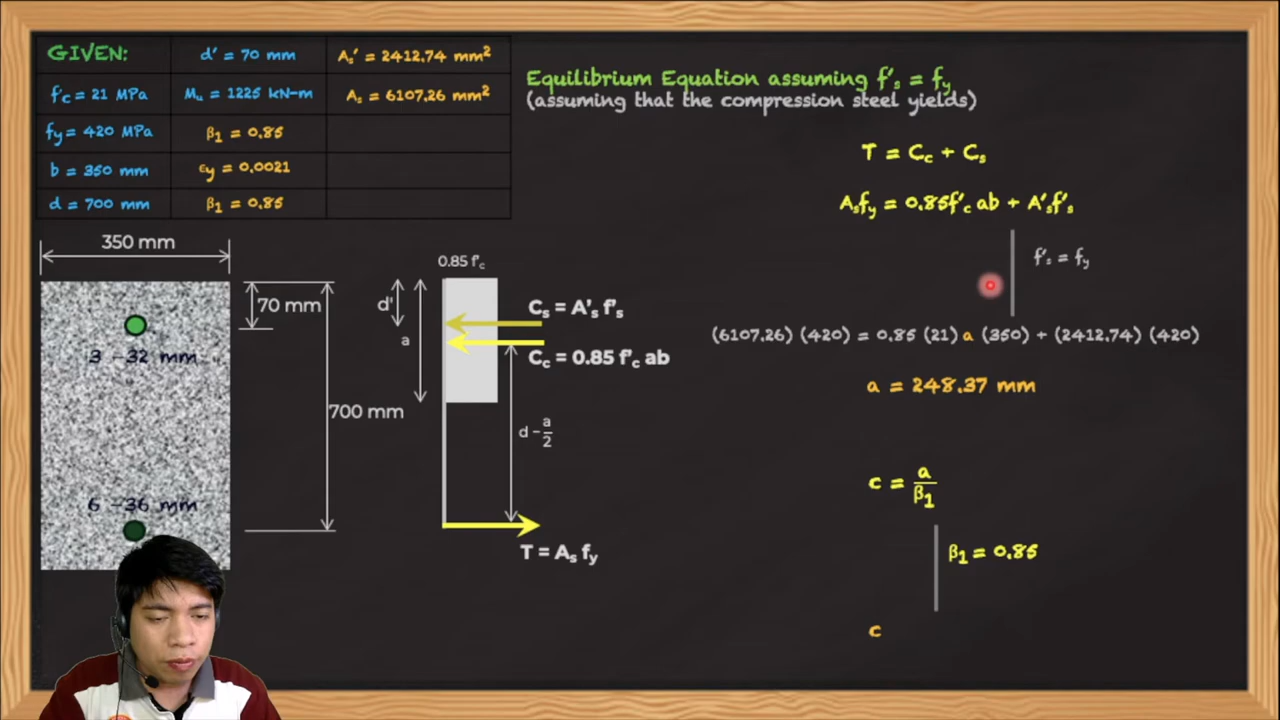 GIVEN:
d' = 70 mm
As' = 2412.74 mm²
f'c = 21 MPa
Mu = 1225 kN-m
As = 6107.26 mm²
fy = 420 MPa
β1 = 0.85
b = 350 mm
εy = 0.0021
d = 700 mm
β1 = 0.85
Equilibrium Equation assuming f's = fy
(assuming that the compression steel yields)
T = Cc + Cs
Asfy = 0.85f'c ab + A'sf's
f's = fy
(6107.26) (420) = 0.85 (21) a (350) + (2412.74) (420)
a = 248.37 mm
c = a/β1
β1 = 0.85
c
350 mm
70 mm
3 -32 mm
700 mm
6 -36 mm
0.85 f'c
d'
a
Cs = A's f's
Cc = 0.85 f'c ab
d - a/2
T = As fy